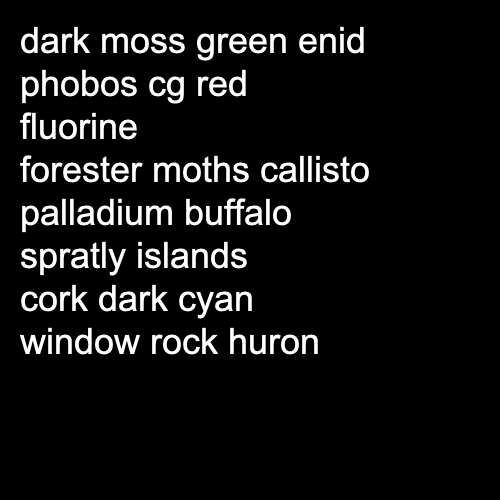 dark moss green enid
phobos cg red
fluorine
forester moths callisto
palladium buffalo
spratly islands
cork dark cyan
window rock huron